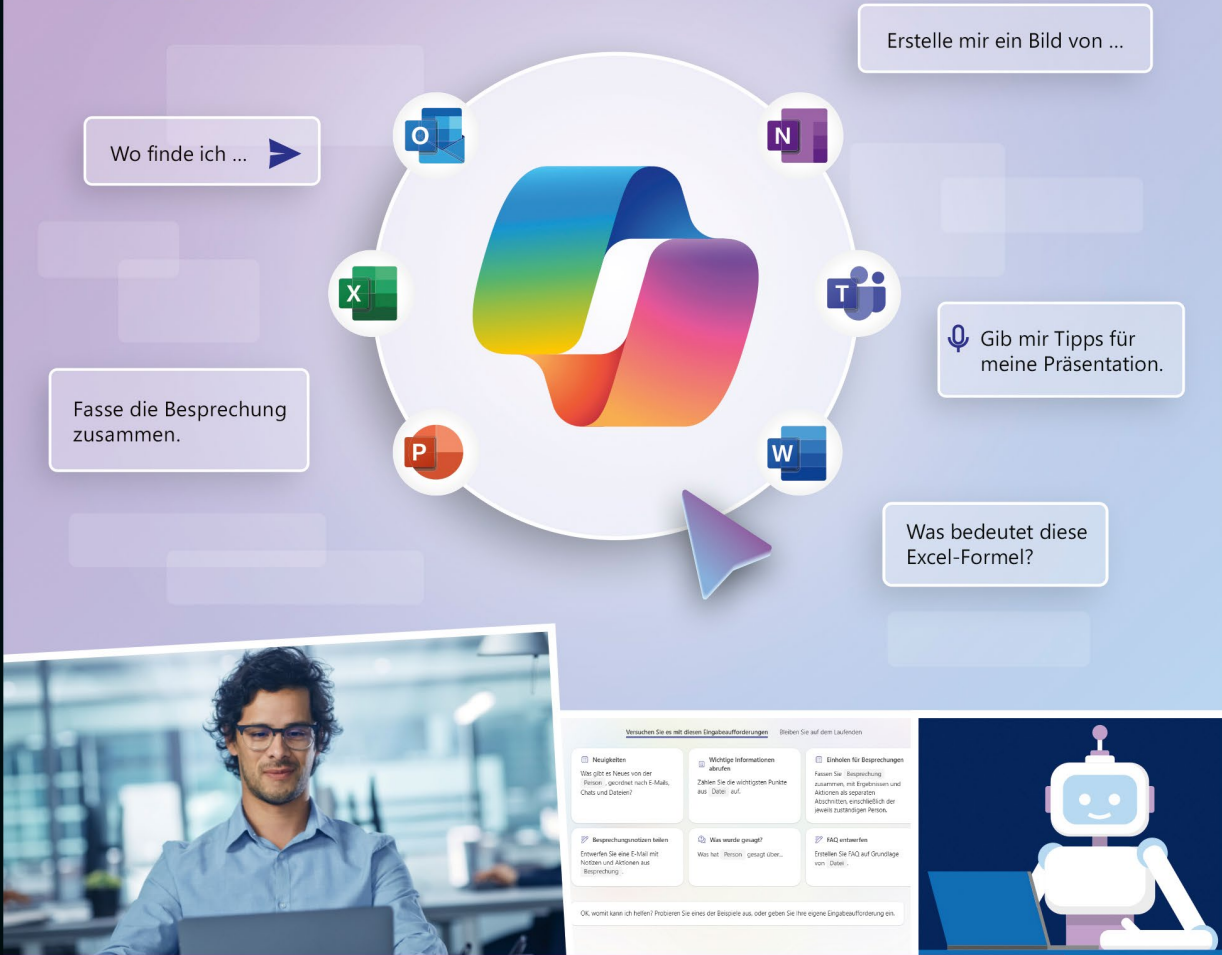 Erstelle mir ein Bild von ...
Wo finde ich ...
O
N
X
T
Gib mir Tipps für
meine Präsentation.
Fasse die Besprechung
zusammen.
P
W
Was bedeutet diese
Excel-Formel?
Versuchen Sie es mit diesen Eingabeaufforderungen
Bleiben Sie auf dem Laufenden
Neuigkeiten
Was gibt es Neues von der
Person , geordnet nach E-Mails,
Chats und Dateien?
Wichtige Informationen
abrufen
Zählen Sie die wichtigsten Punkte
aus Datei auf.
Einholen für Besprechungen
Fassen Sie Besprechung
zusammen, mit Ergebnissen und
Aktionen als separaten
Abschnitten, einschließlich der
jeweils zuständigen Person.
Besprechungsnotizen teilen
Entwerfen Sie eine E-Mail mit
Notizen und Aktionen aus
Besprechung .
Was wurde gesagt?
Was hat Person gesagt über...
FAQ entwerfen
Erstellen Sie FAQ auf Grundlage
von Datei .
OK, womit kann ich helfen? Probieren Sie eines der Beispiele aus, oder geben Sie Ihre eigene Eingabeaufforderung ein.